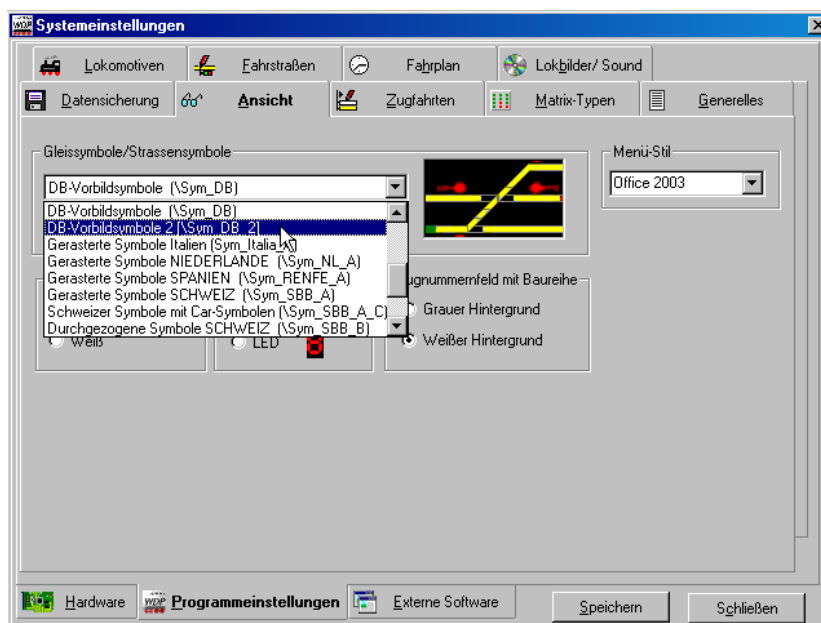 WDP Systemeinstellungen
Lokomotiven Fahrstraßen Fahrplan Lokbilder/ Sound
Datensicherung Ansicht Zugfahrten Matrix-Typen Generelles
Gleissymbole/Strassensymbole Menü-Stil
DB-Vorbildsymbole (\Sym_DB) Office 2003
DB-Vorbildsymbole (\Sym_DB)
DB-Vorbildsymbole 2 (\Sym_DB_2)
Gerasterte Symbole Italien (Sym_Italia_A)
Gerasterte Symbole NIEDERLANDE (\Sym_NL_A)
Gerasterte Symbole SPANIEN (\Sym_RENFE_A) ugnummernfeld mit Baureihe
Gerasterte Symbole SCHWEIZ (\Sym_SBB_A)
Schweizer Symbole mit Car-Symbolen (\Sym_SBB_A_C) Grauer Hintergrund
Durchgezogene Symbole SCHWEIZ (\Sym_SBB_B)
Weiß LED Weißer Hintergrund
Hardware WDP Programmeinstellungen Externe Software Speichern Schließen